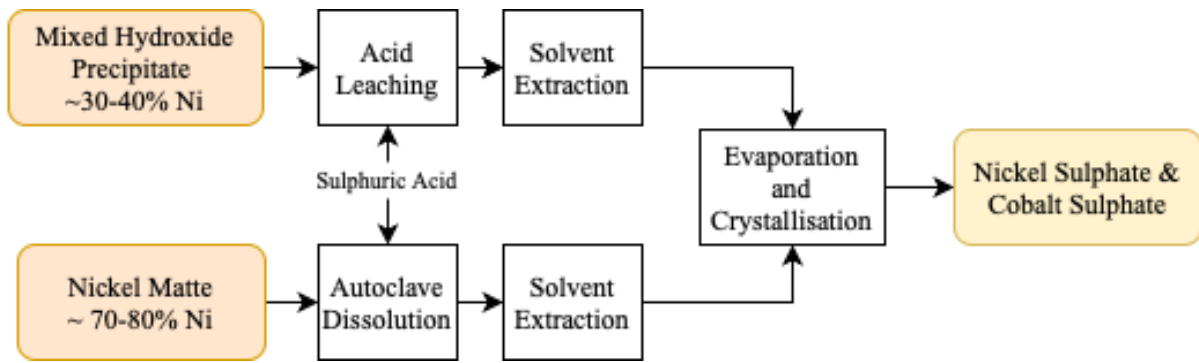 Mixed Hydroxide
Precipitate
~30-40% Ni
Acid
Leaching
Solvent
Extraction
Sulphuric Acid
Evaporation
and
Crystallisation
Nickel Sulphate &
Cobalt Sulphate
Nickel Matte
~ 70-80% Ni
Autoclave
Dissolution
Solvent
Extraction